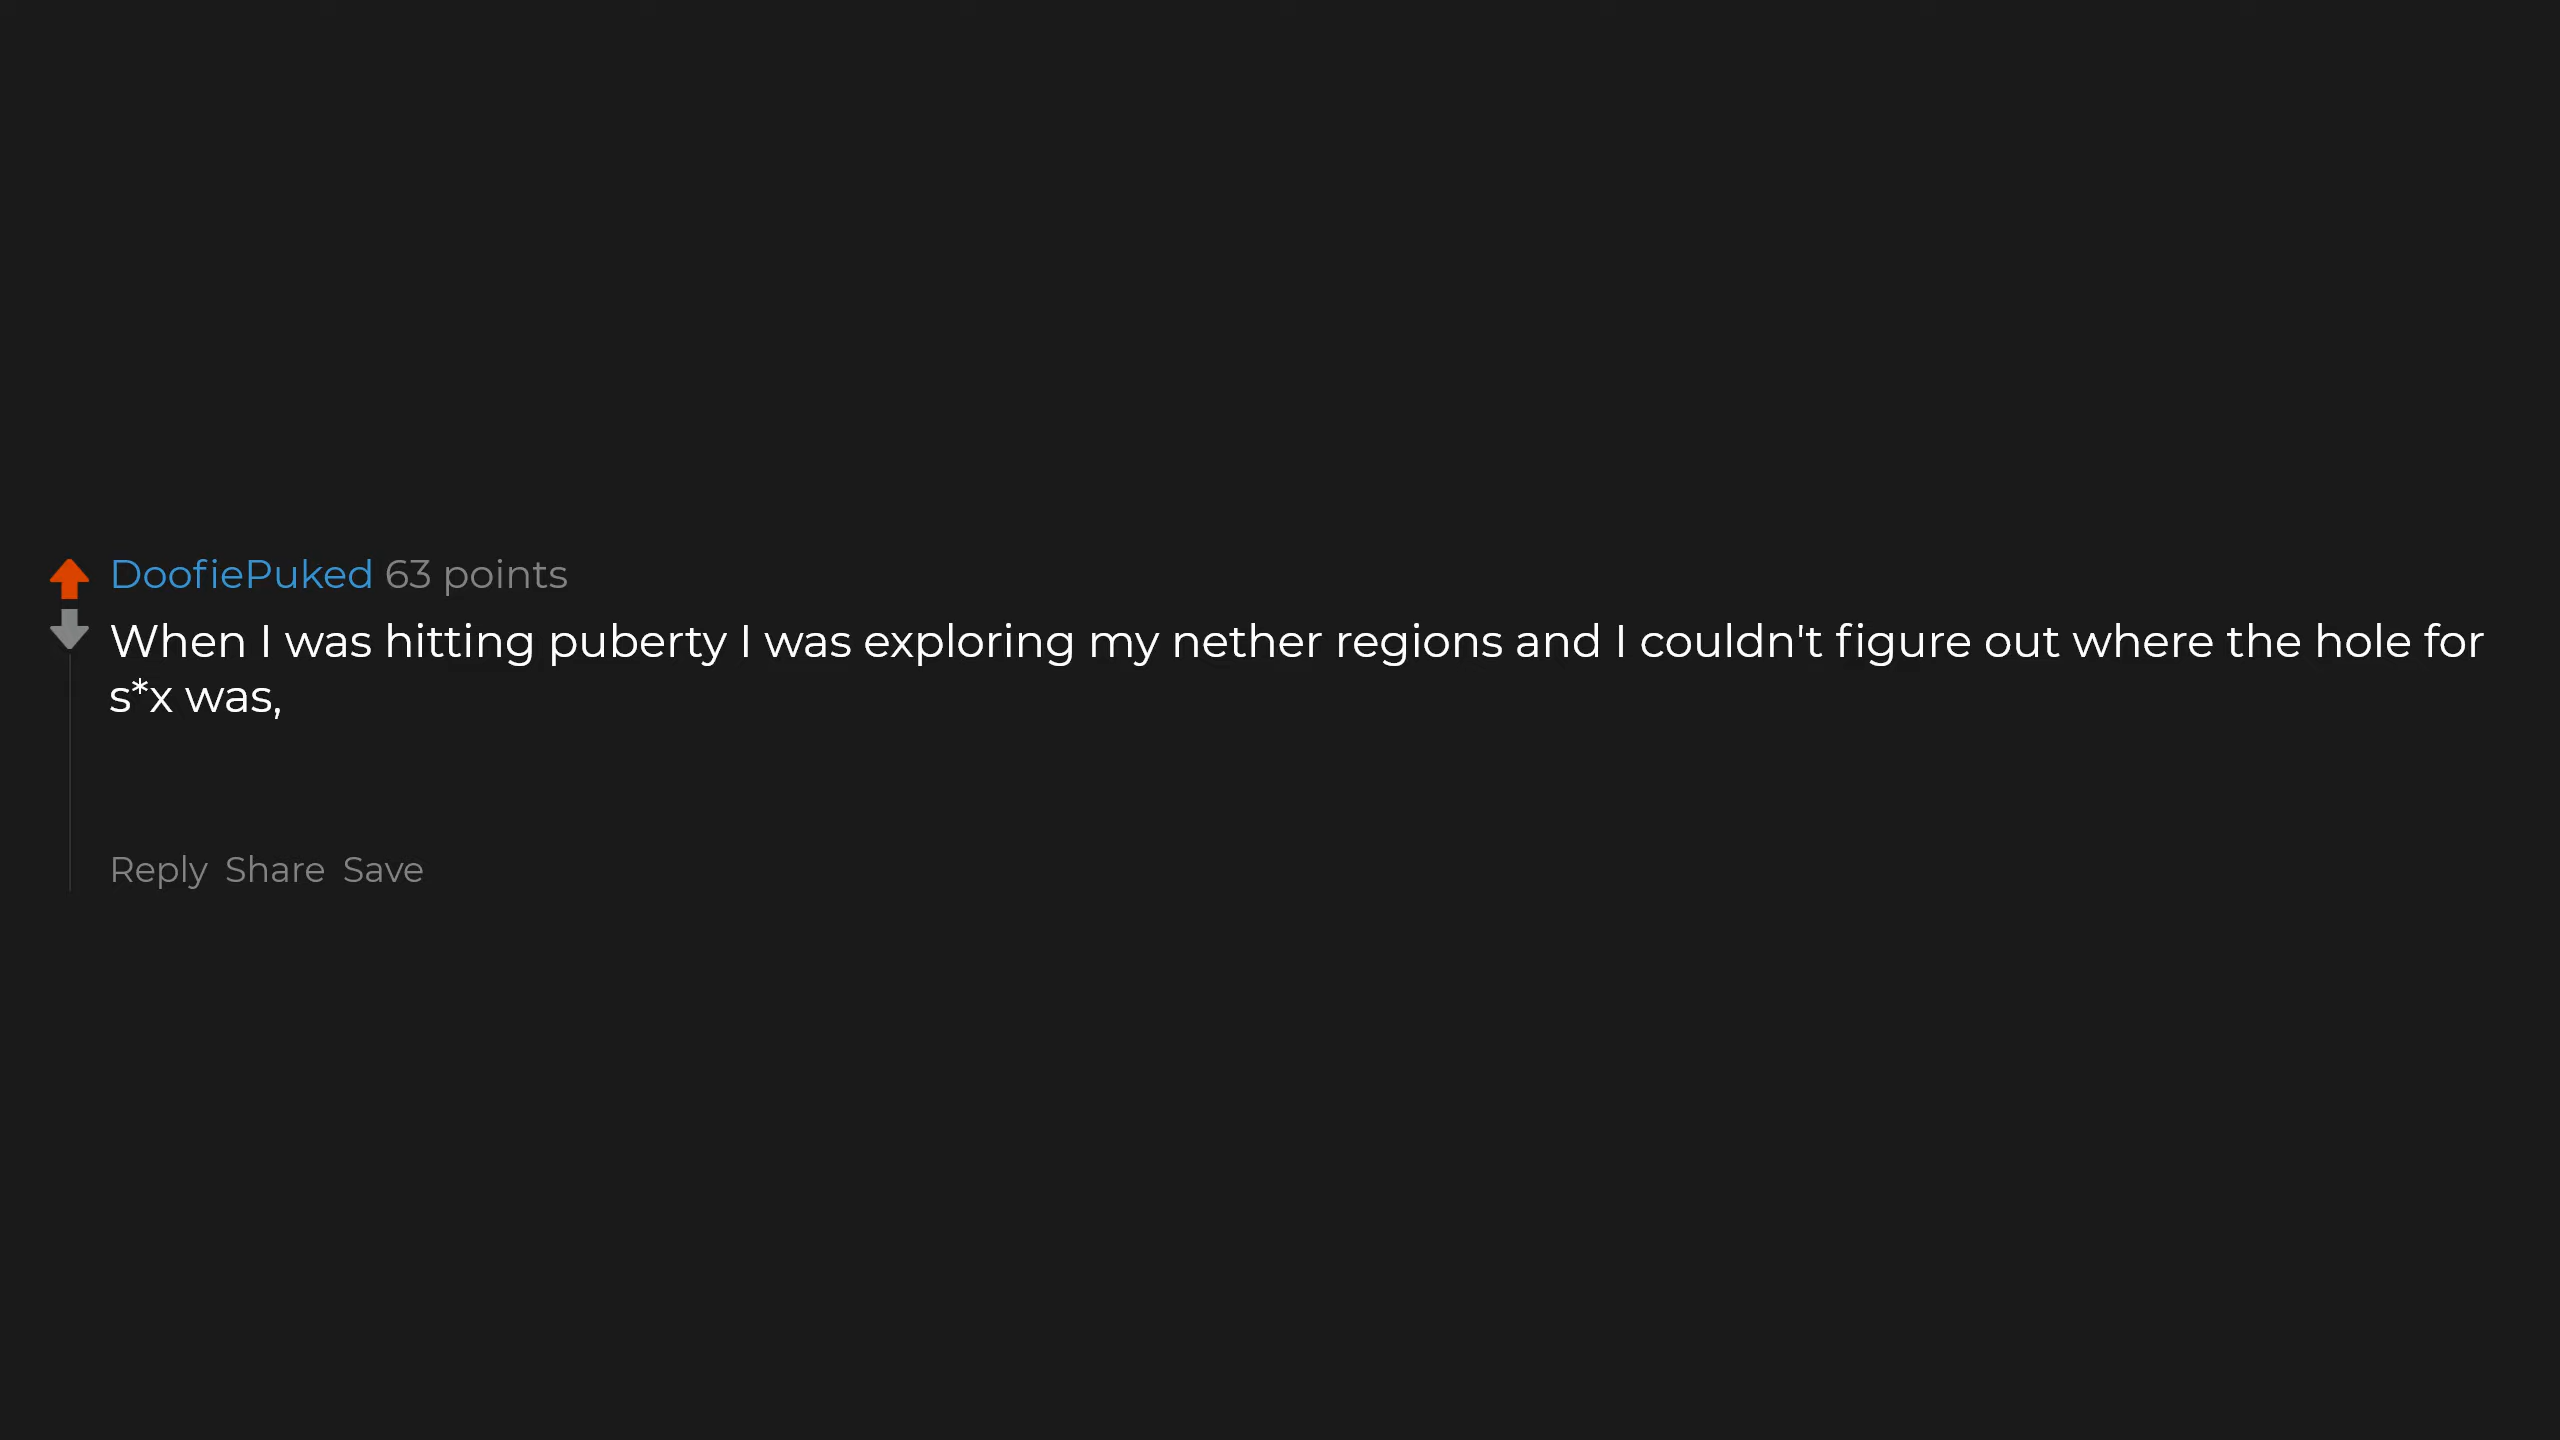 DoofiePuked 63 points
When I was hitting puberty I was exploring my nether regions and I couldn't figure out where the hole for
s*x was,
Reply Share Save